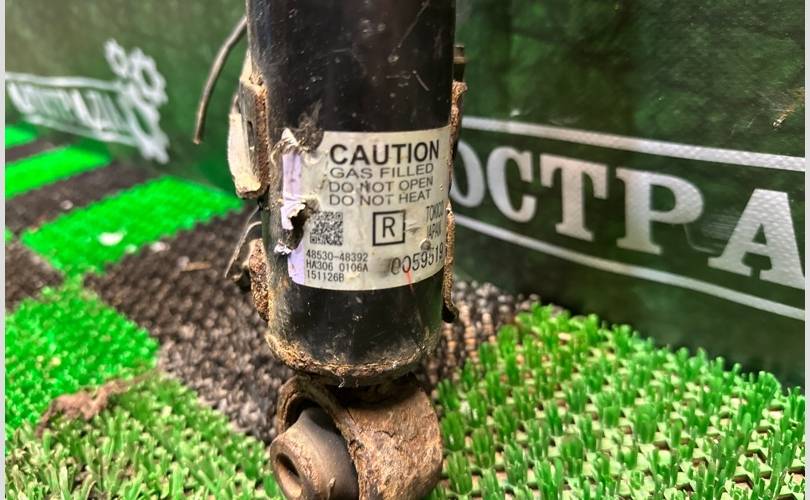 CAUTION
GAS FILLED
DO NOT OPEN
DO NOT HEAT
R
TOKICO
JAPAN
48530-48392
HA306 0106A
151126B
0059519
ОСТРА